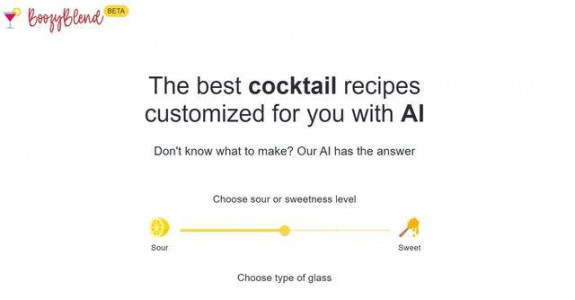 BoozyBlend BETA
The best cocktail recipes
customized for you with AI
Don't know what to make? Our AI has the answer
Choose sour or sweetness level
Sour Sweet
Choose type of glass